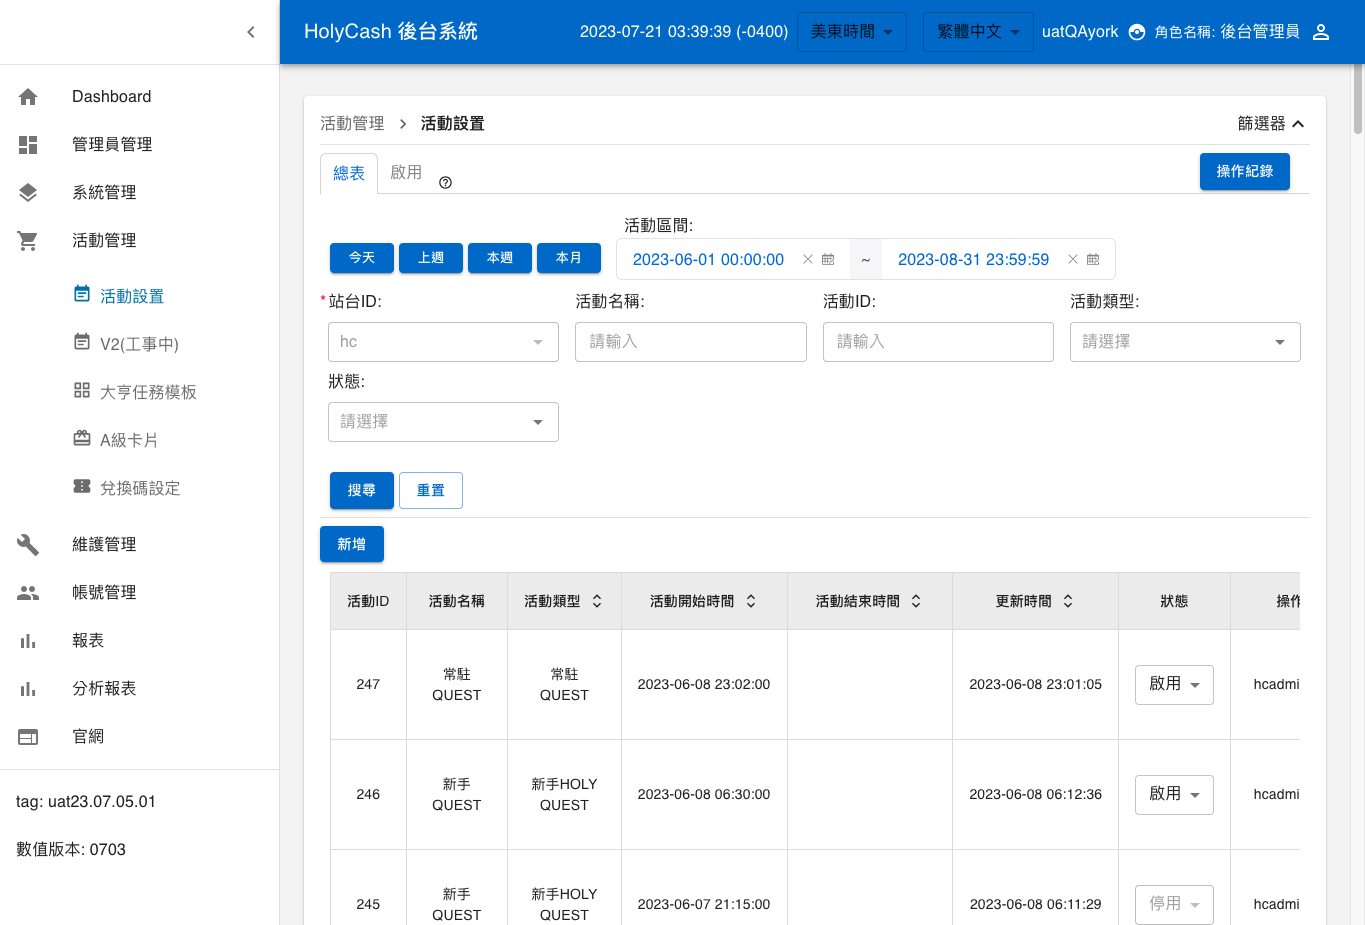 HolyCash 後台系統
2023-07-21 03:39:39 (-0400)
美東時間
繁體中文
uatQAyork
角色名稱: 後台管理員
Dashboard
管理員管理
系統管理
活動管理
活動設置
V2(工事中)
大亨任務模板
A級卡片
兌換碼設定
維護管理
帳號管理
報表
分析報表
官網
tag: uat23.07.05.01
數值版本: 0703
活動管理 > 活動設置
篩選器
總表
啟用
操作紀錄
今天
上週
本週
本月
活動區間:
2023-06-01 00:00:00 ~ 2023-08-31 23:59:59
*站台ID:
hc
活動名稱:
請輸入
活動ID:
請輸入
活動類型:
請選擇
狀態:
請選擇
搜尋
重置
新增
活動ID 活動名稱 活動類型 活動開始時間 活動結束時間 更新時間 狀態 操作
247 常駐 QUEST 常駐 QUEST 2023-06-08 23:02:00 2023-06-08 23:01:05 啟用 hcadmi
246 新手 QUEST 新手HOLY QUEST 2023-06-08 06:30:00 2023-06-08 06:12:36 啟用 hcadmi
245 新手 QUEST 新手HOLY QUEST 2023-06-07 21:15:00 2023-06-08 06:11:29 停用 hcadmi